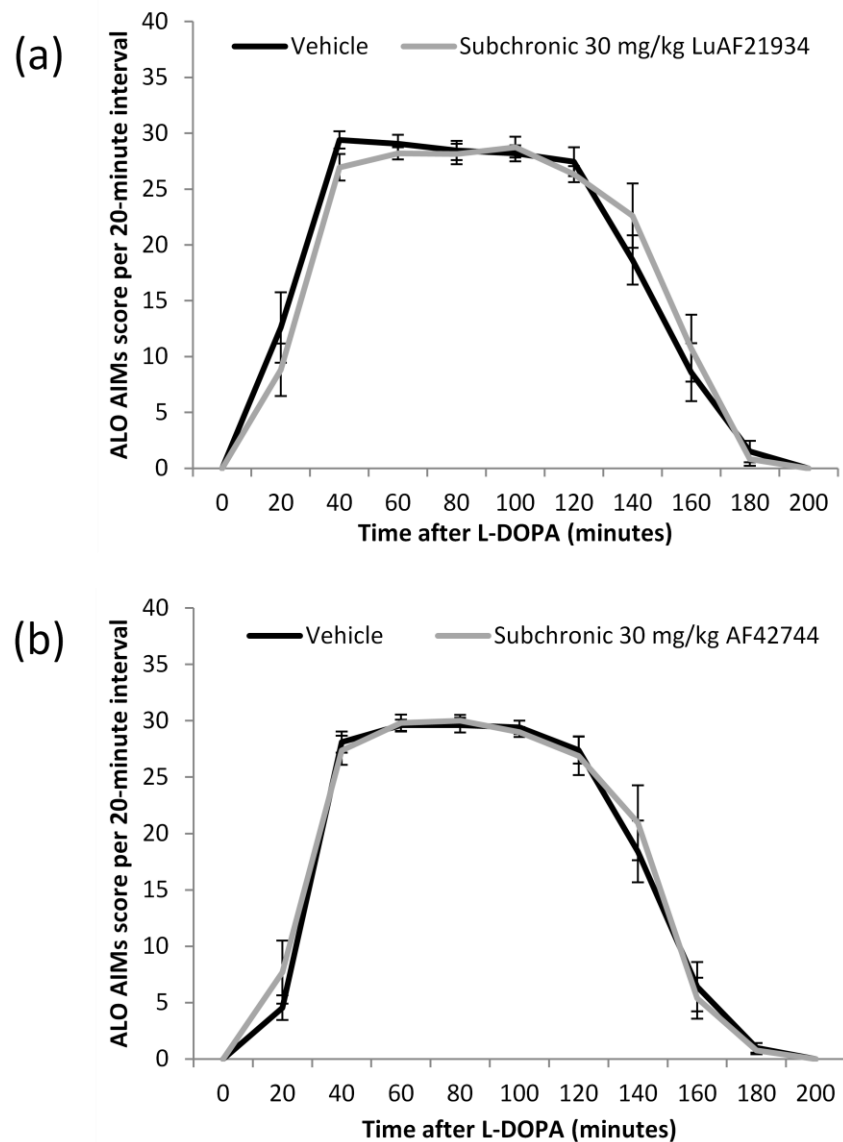 (a)
Vehicle
Subchronic 30 mg/kg LuAF21934
ALO AIMs score per 20-minute interval
40
35
30
25
20
15
10
5
0
0 20 40 60 80 100 120 140 160 180 200
Time after L-DOPA (minutes)
(b)
Vehicle
Subchronic 30 mg/kg AF42744
ALO AIMs score per 20-minute interval
40
35
30
25
20
15
10
5
0
0 20 40 60 80 100 120 140 160 180 200
Time after L-DOPA (minutes)